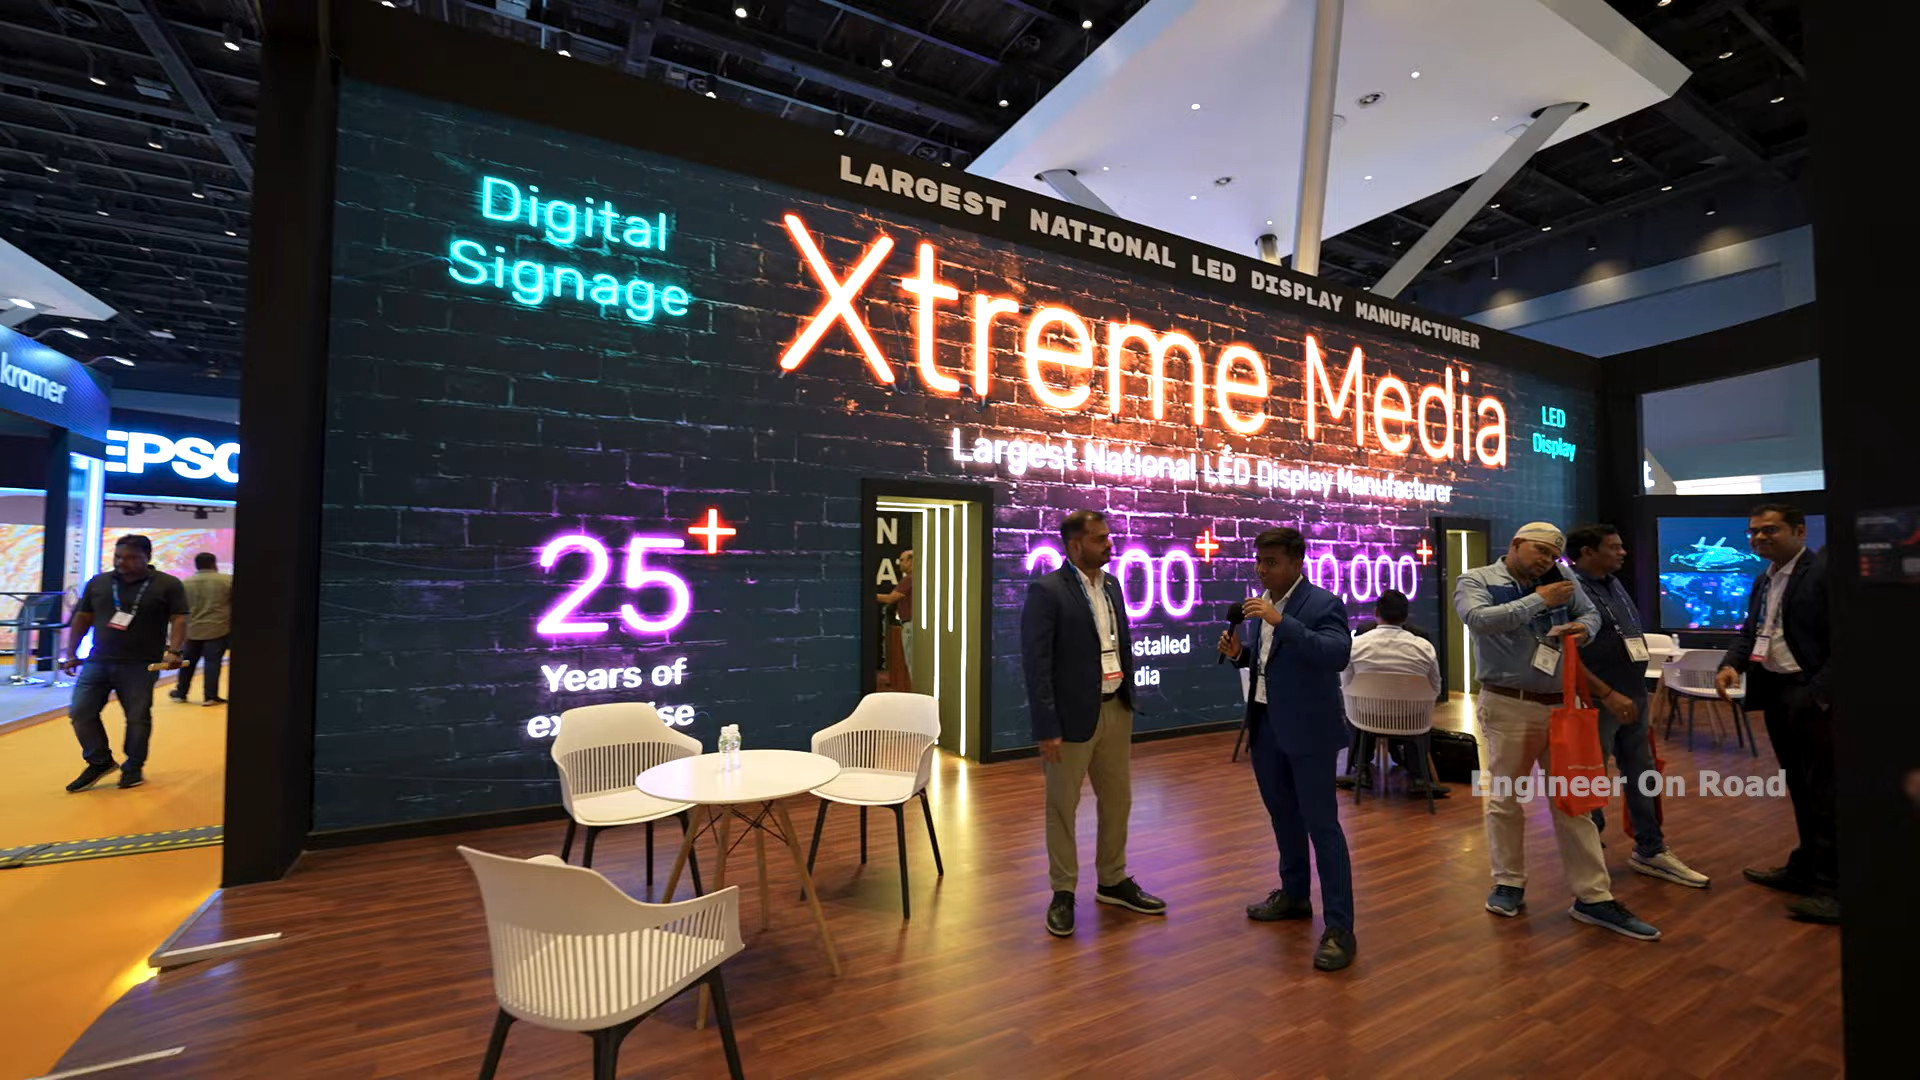 LARGEST NATIONAL LED DISPLAY MANUFACTURER
Digital
Signage
Xtreme Media
Largest National LED Display Manufacturer
LED
Display
kramer
25+
Years of
Engineer On Road